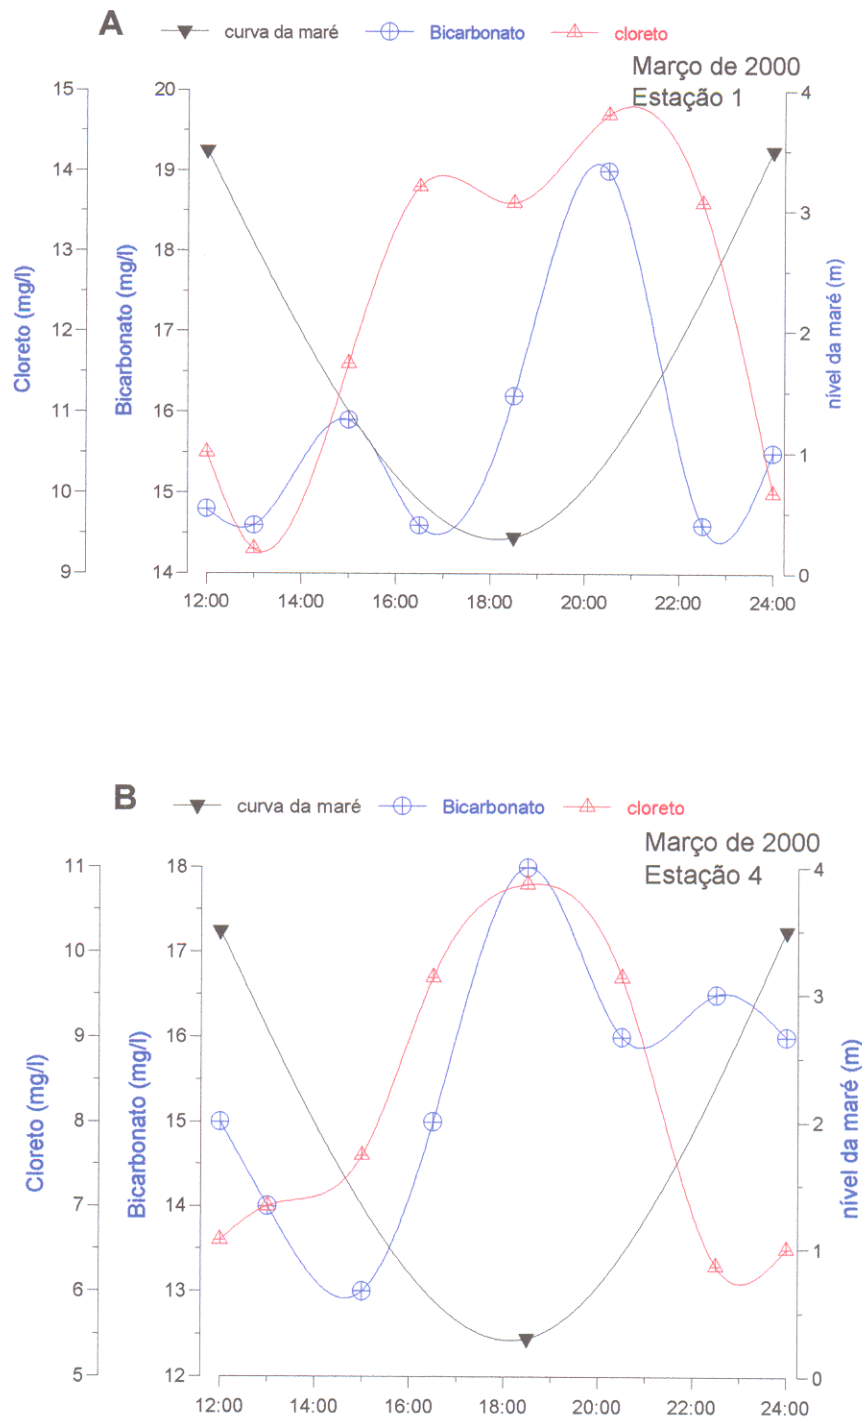 A
curva da maré
Bicarbonato
cloreto
Março de 2000
Estação 1
15
14
13
12
11
10
9
Cloreto (mg/l)
20
19
18
17
16
15
14
Bicarbonato (mg/l)
4
3
2
1
0
nível da maré (m)
12:00 14:00 16:00 18:00 20:00 22:00 24:00
B
curva da maré
Bicarbonato
cloreto
Março de 2000
Estação 4
11
10
9
8
7
6
5
Cloreto (mg/l)
18
17
16
15
14
13
12
Bicarbonato (mg/l)
4
3
2
1
0
nível da maré (m)
12:00 14:00 16:00 18:00 20:00 22:00 24:00